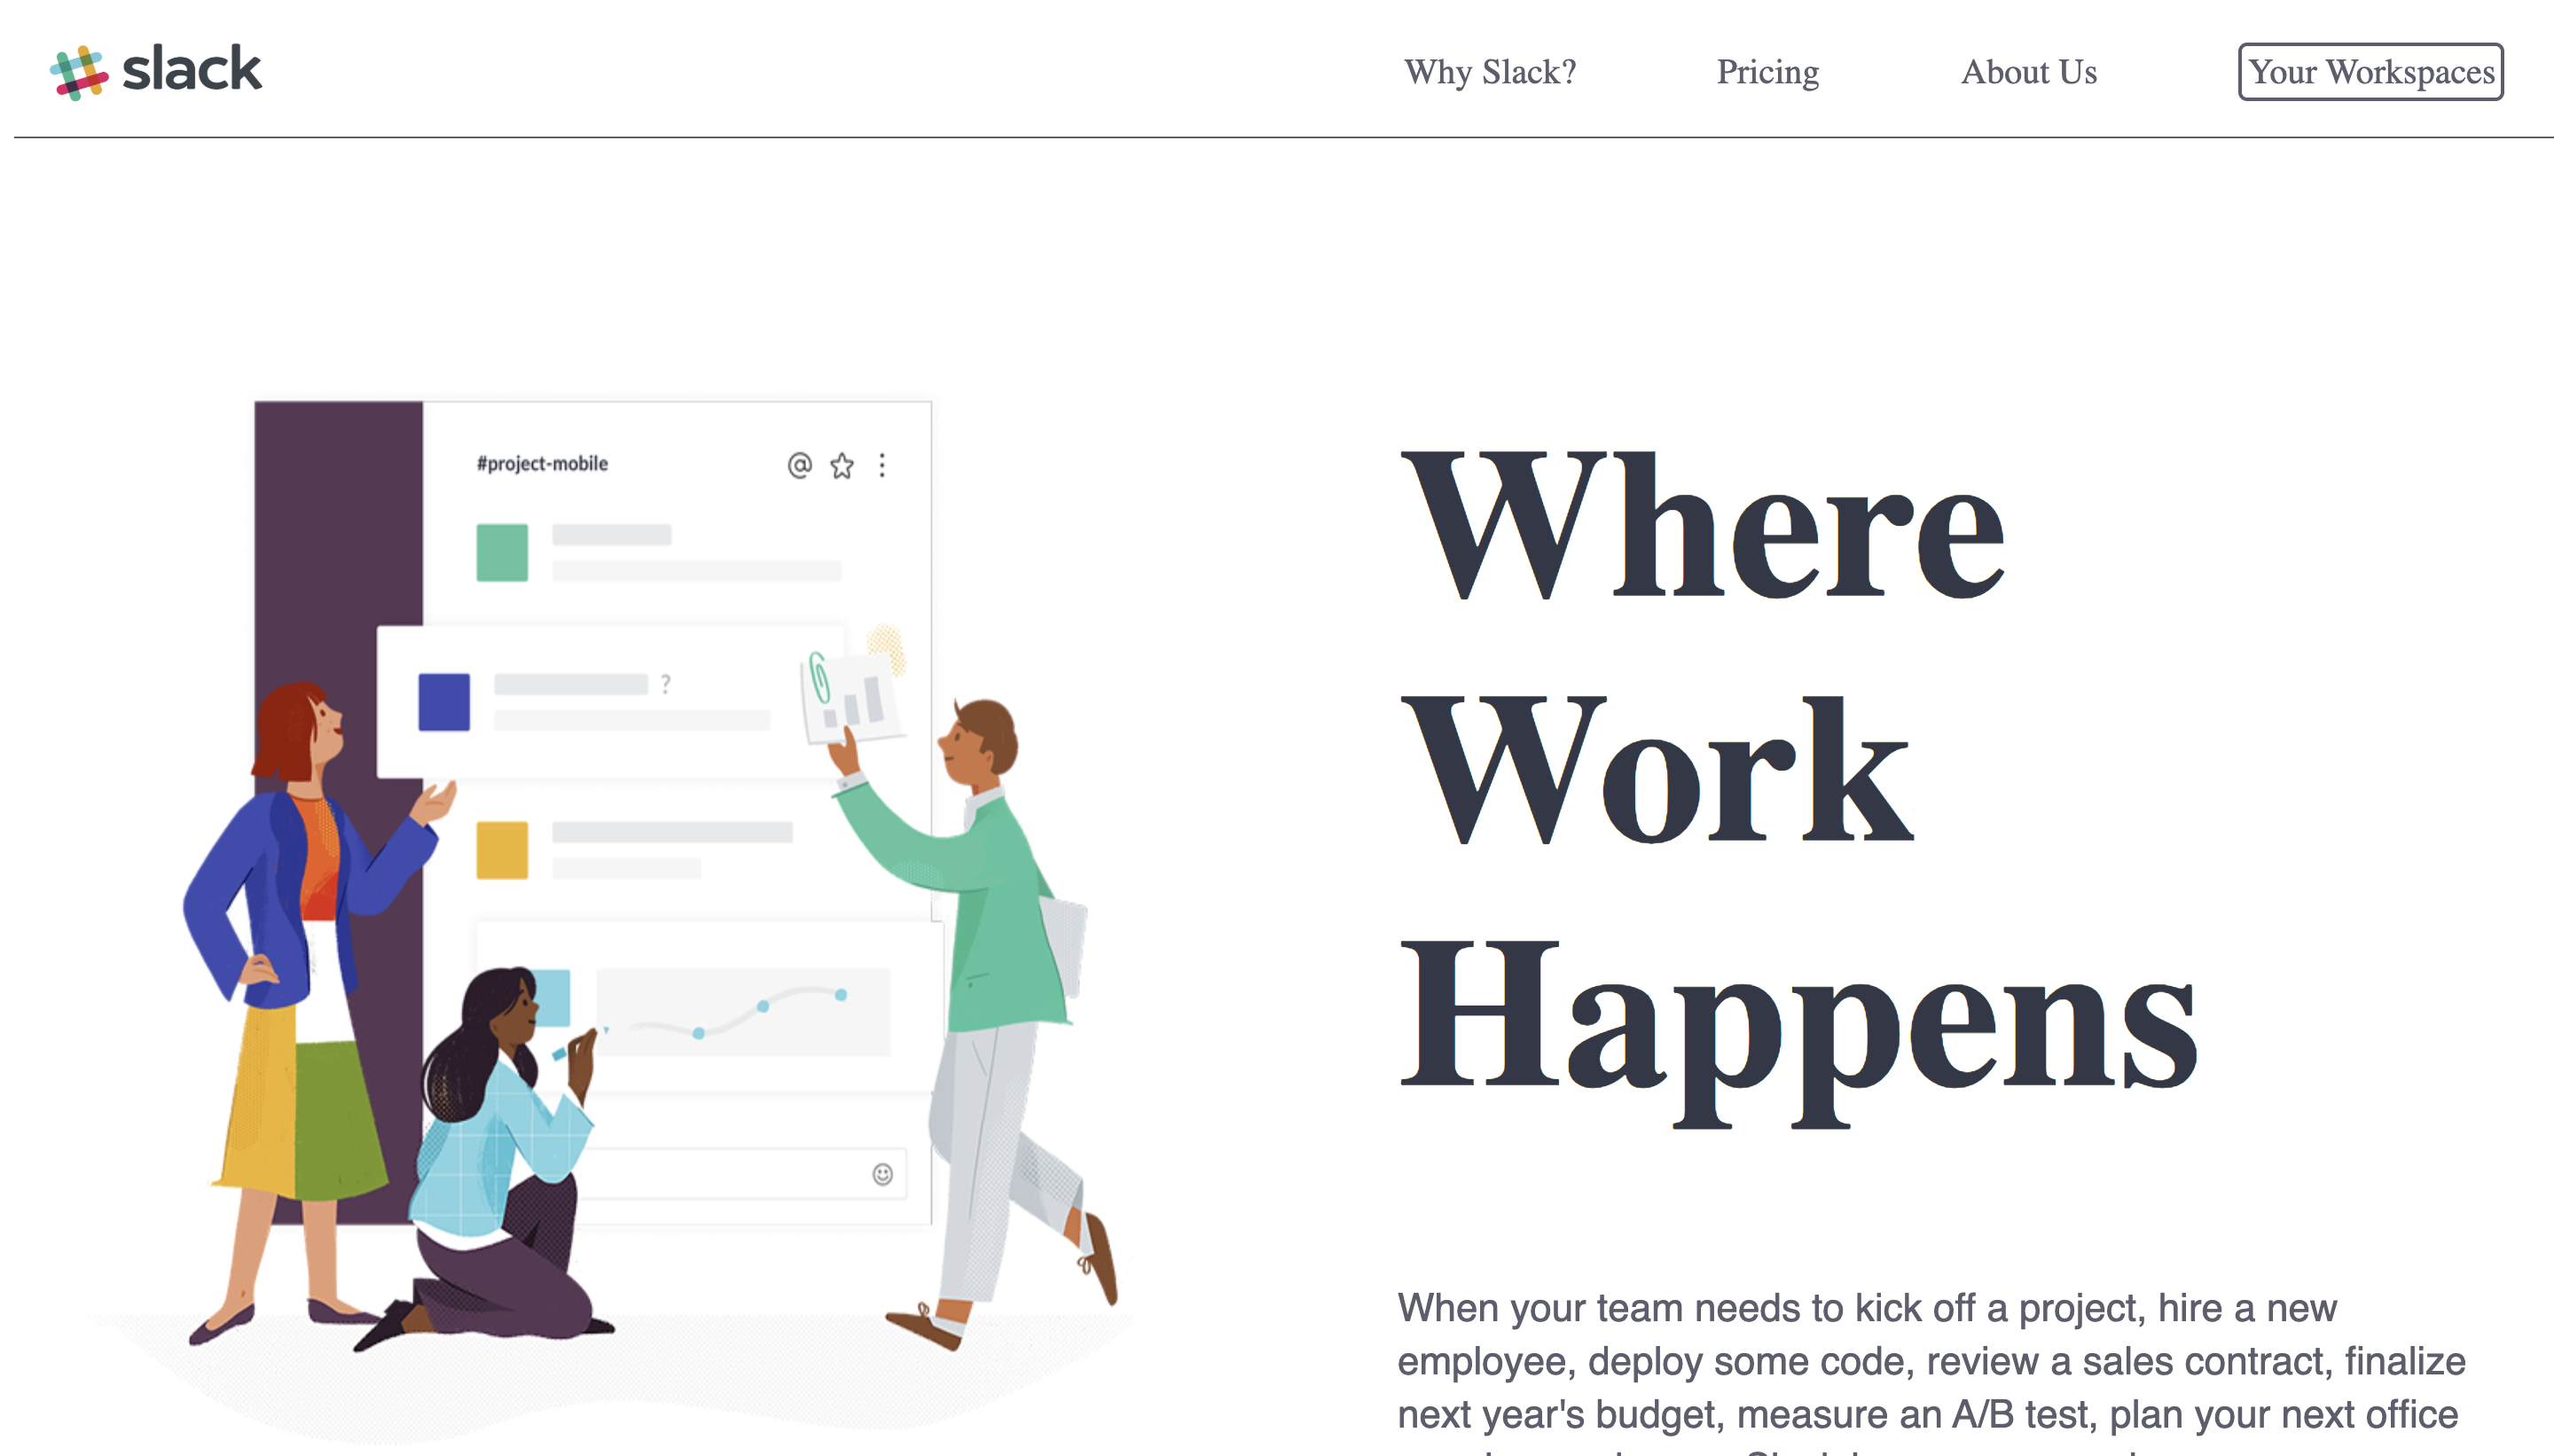 slack
Why Slack?
Pricing
About Us
Your Workspaces
#project-mobile
?
Where
Work
Happens
When your team needs to kick off a project, hire a new
employee, deploy some code, review a sales contract, finalize
next year's budget, measure an A/B test, plan your next office